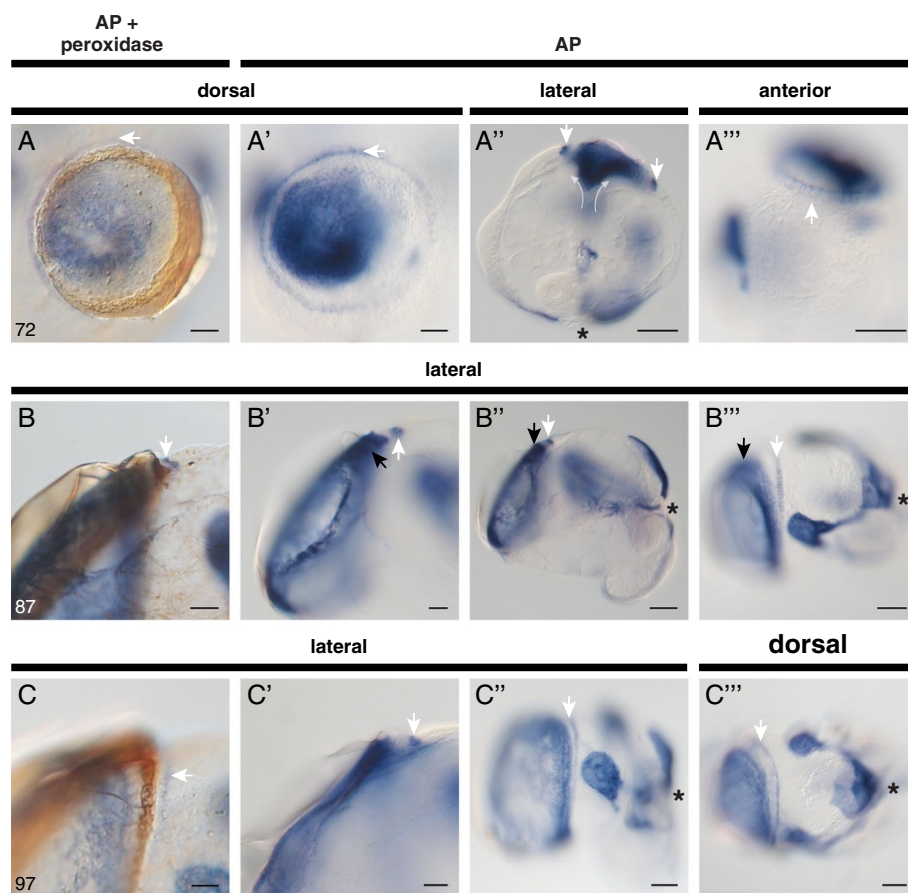 AP +
peroxidase
AP
dorsal
lateral
anterior
A
A'
A''
A'''
72
*
lateral
B
B'
B''
B'''
87
*
*
lateral
dorsal
C
C'
C''
C'''
97
*
*